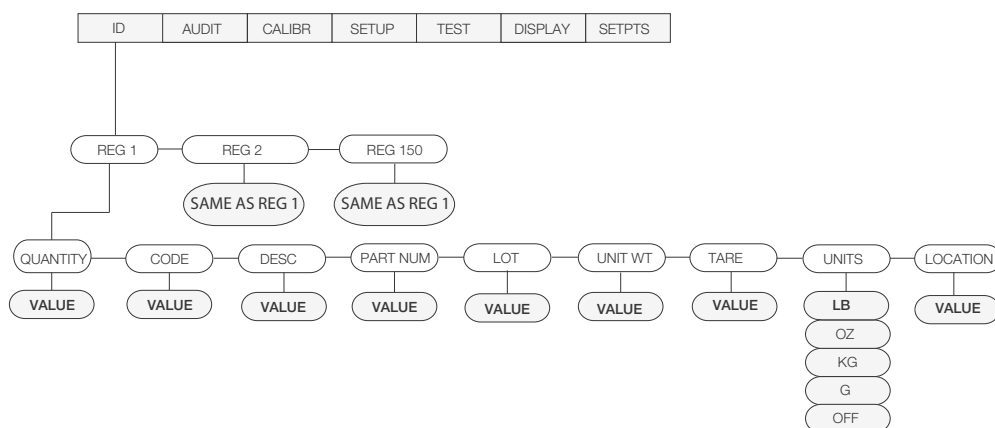 ID AUDIT CALIBR SETUP TEST DISPLAY SETPTS
REG 1 REG 2 REG 150
SAME AS REG 1 SAME AS REG 1
QUANTITY CODE DESC PART NUM LOT UNIT WT TARE UNITS LOCATION
VALUE VALUE VALUE VALUE VALUE VALUE VALUE LB VALUE
OZ
KG
G
OFF